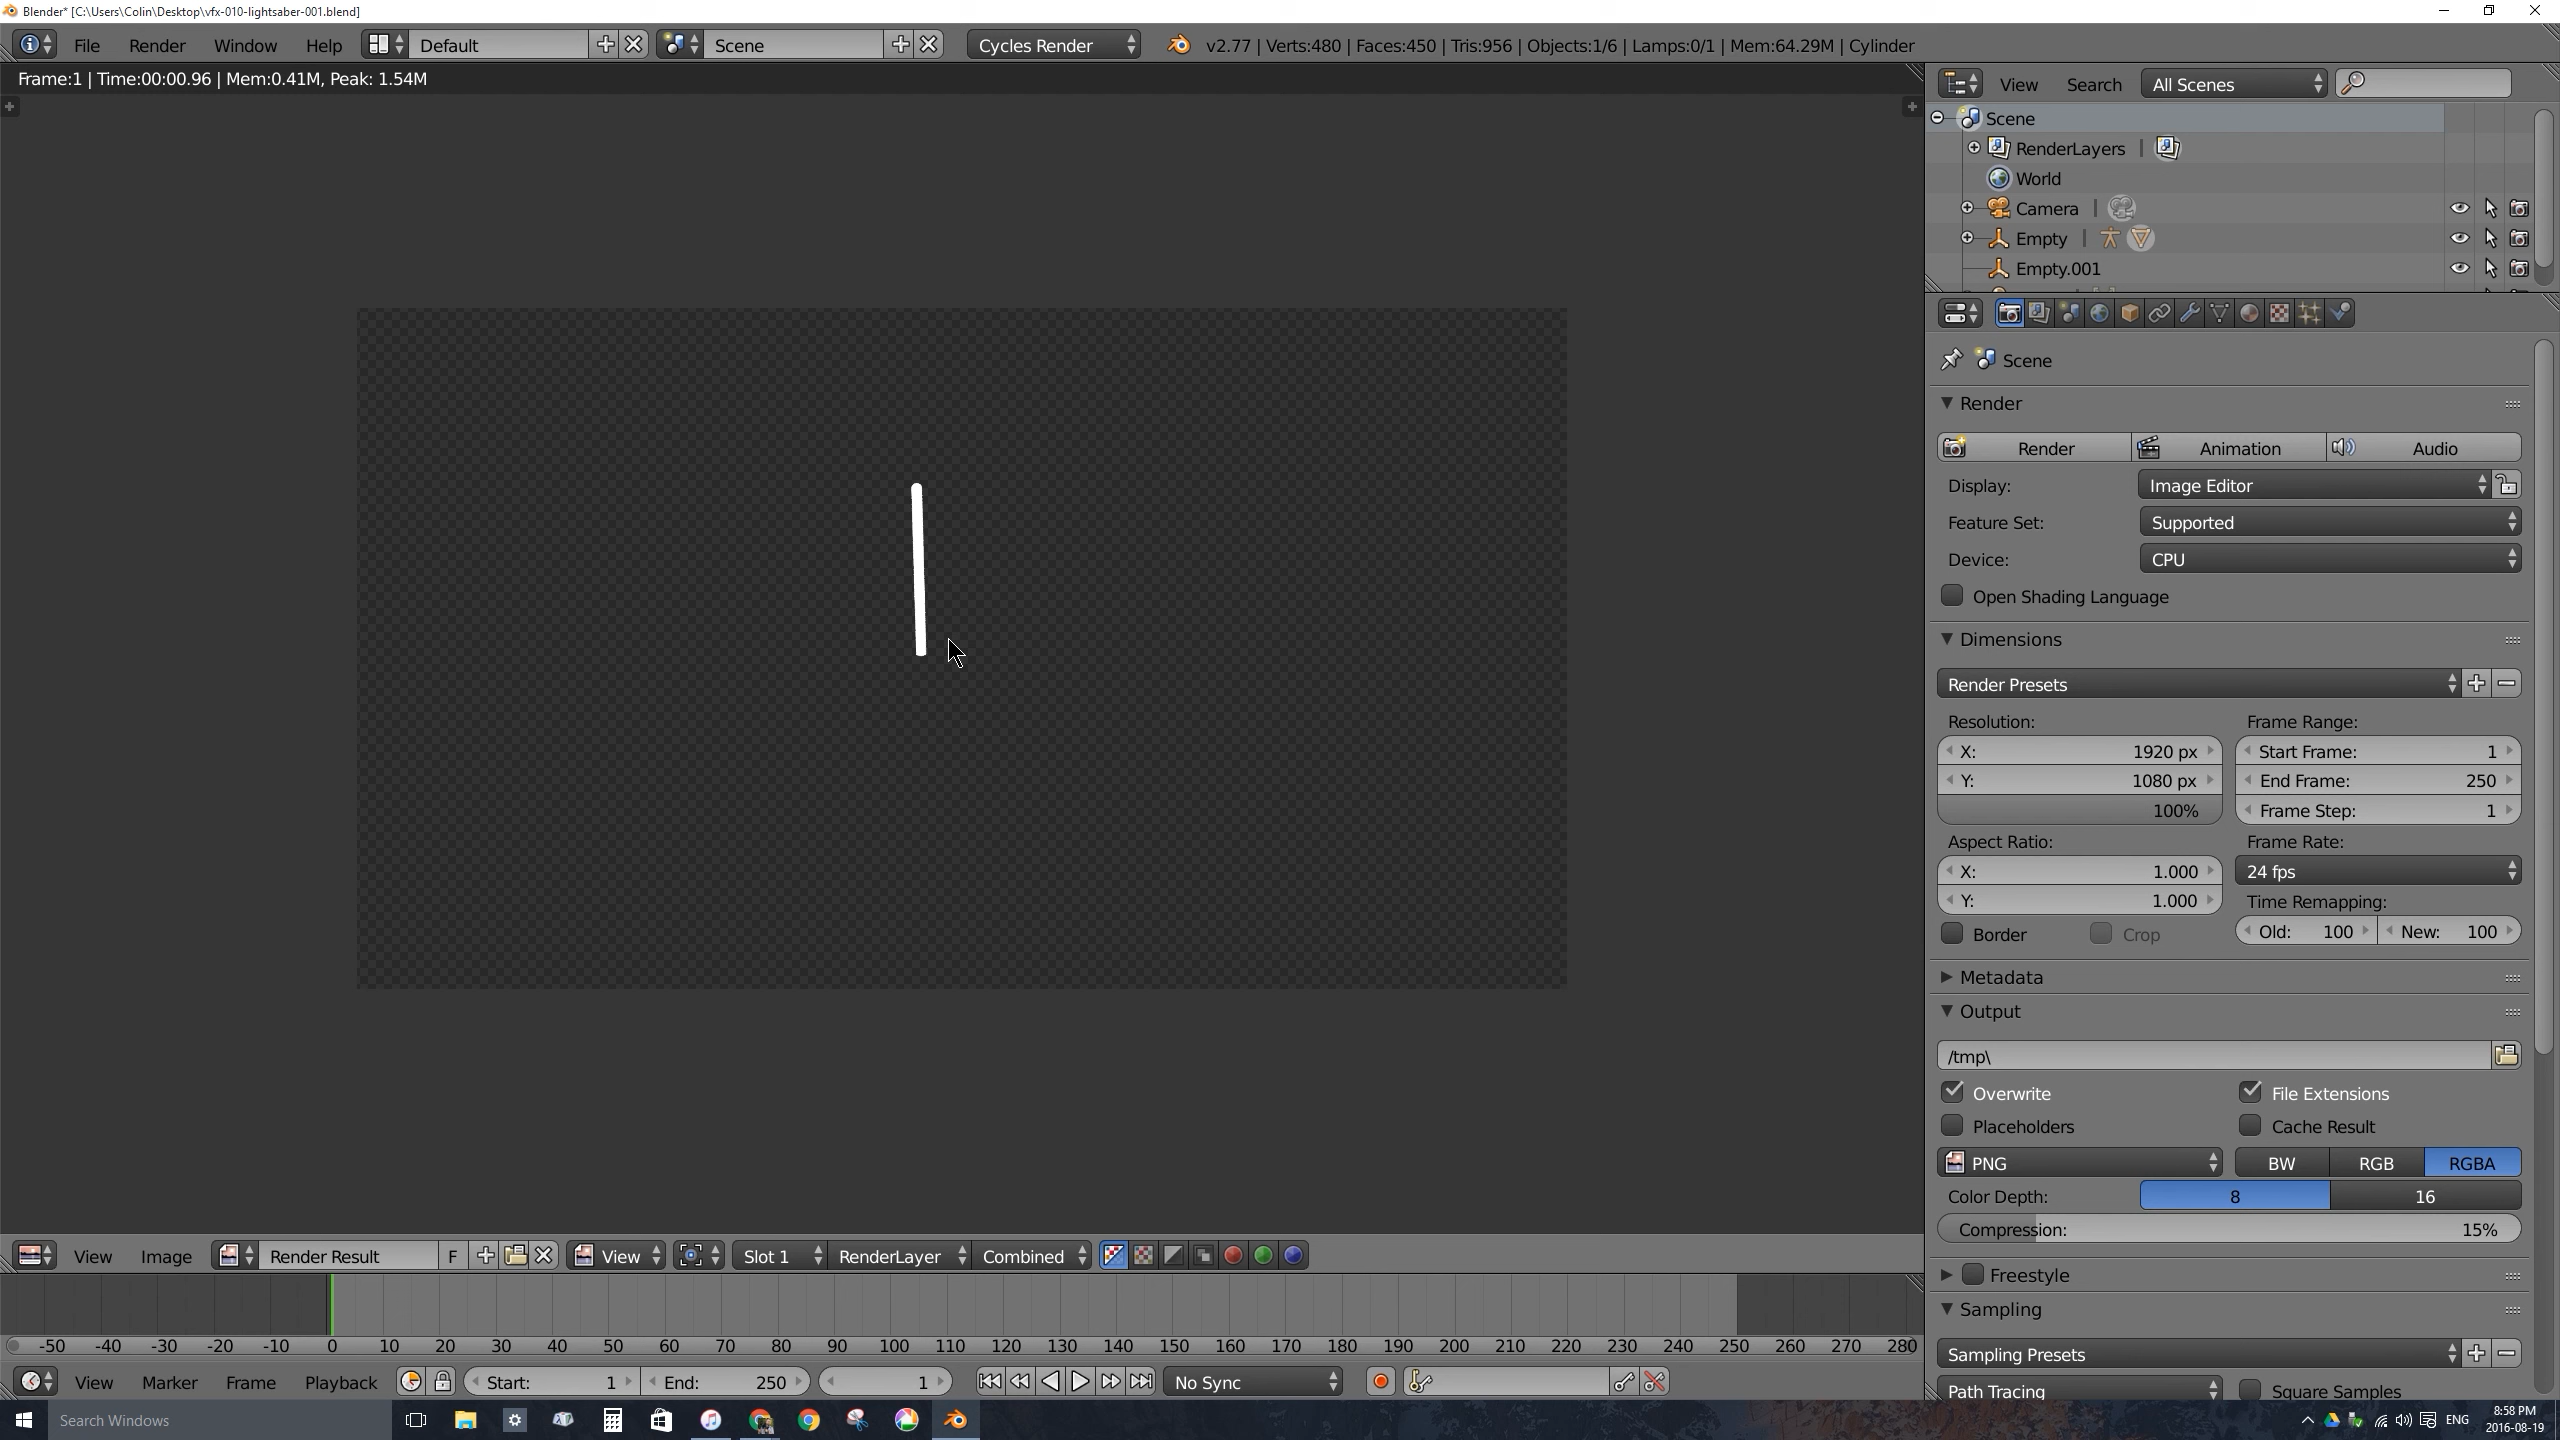 Blender* [C:\Users\Colin\Desktop\vfx-010-lightsaber-001.blend]
File Render Window Help Default Scene Cycles Render v2.77 | Verts:480 | Faces:450 | Tris:956 | Objects:1/6 | Lamps:0/1 | Mem:64.29M | Cylinder
Frame:1 | Time:00:00.96 | Mem:0.41M, Peak: 1.54M
View Search All Scenes
Scene
RenderLayers |
World
Camera |
Empty |
Empty.001
Scene
Render
Render Animation Audio
Display: Image Editor
Feature Set: Supported
Device: CPU
Open Shading Language
Dimensions
Render Presets
Resolution: Frame Range:
X: 1920 px Start Frame: 1
Y: 1080 px End Frame: 250
100% Frame Step: 1
Aspect Ratio: Frame Rate:
X: 1.000 24 fps
Y: 1.000 Time Remapping:
Border Crop Old: 100 New: 100
Metadata
Output
/tmp\
Overwrite File Extensions
Placeholders Cache Result
PNG BW RGB RGBA
Color Depth: 8 16
Compression: 15%
Freestyle
Sampling
Sampling Presets
Path Tracing Square Samples
View Image Render Result F View Slot 1 RenderLayer Combined
-50 -40 -30 -20 -10 0 10 20 30 40 50 60 70 80 90 100 110 120 130 140 150 160 170 180 190 200 210 220 230 240 250 260 270 280
View Marker Frame Playback Start: 1 End: 250 1 No Sync
Search Windows
ENG
8:58 PM
2016-08-19